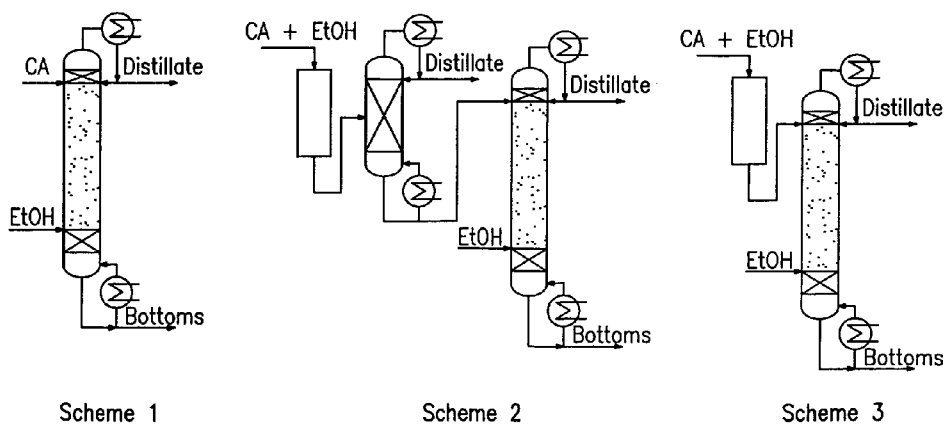 CA
Distillate
EtOH
Bottoms
Scheme 1
CA + EtOH
Distillate
Distillate
EtOH
Bottoms
Scheme 2
CA + EtOH
Distillate
EtOH
Bottoms
Scheme 3